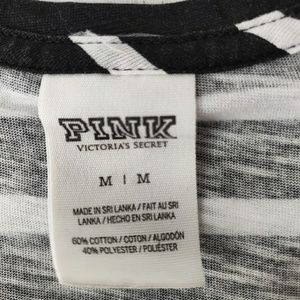 PINK
VICTORIA'S SECRET
M | M
MADE IN SRI LANKA / FAIT AU SRI
LANKA / HECHO EN SRI
LANKA
60% COTTON / COTON / ALGODÓN
40% POLYESTER / POLIÉSTER